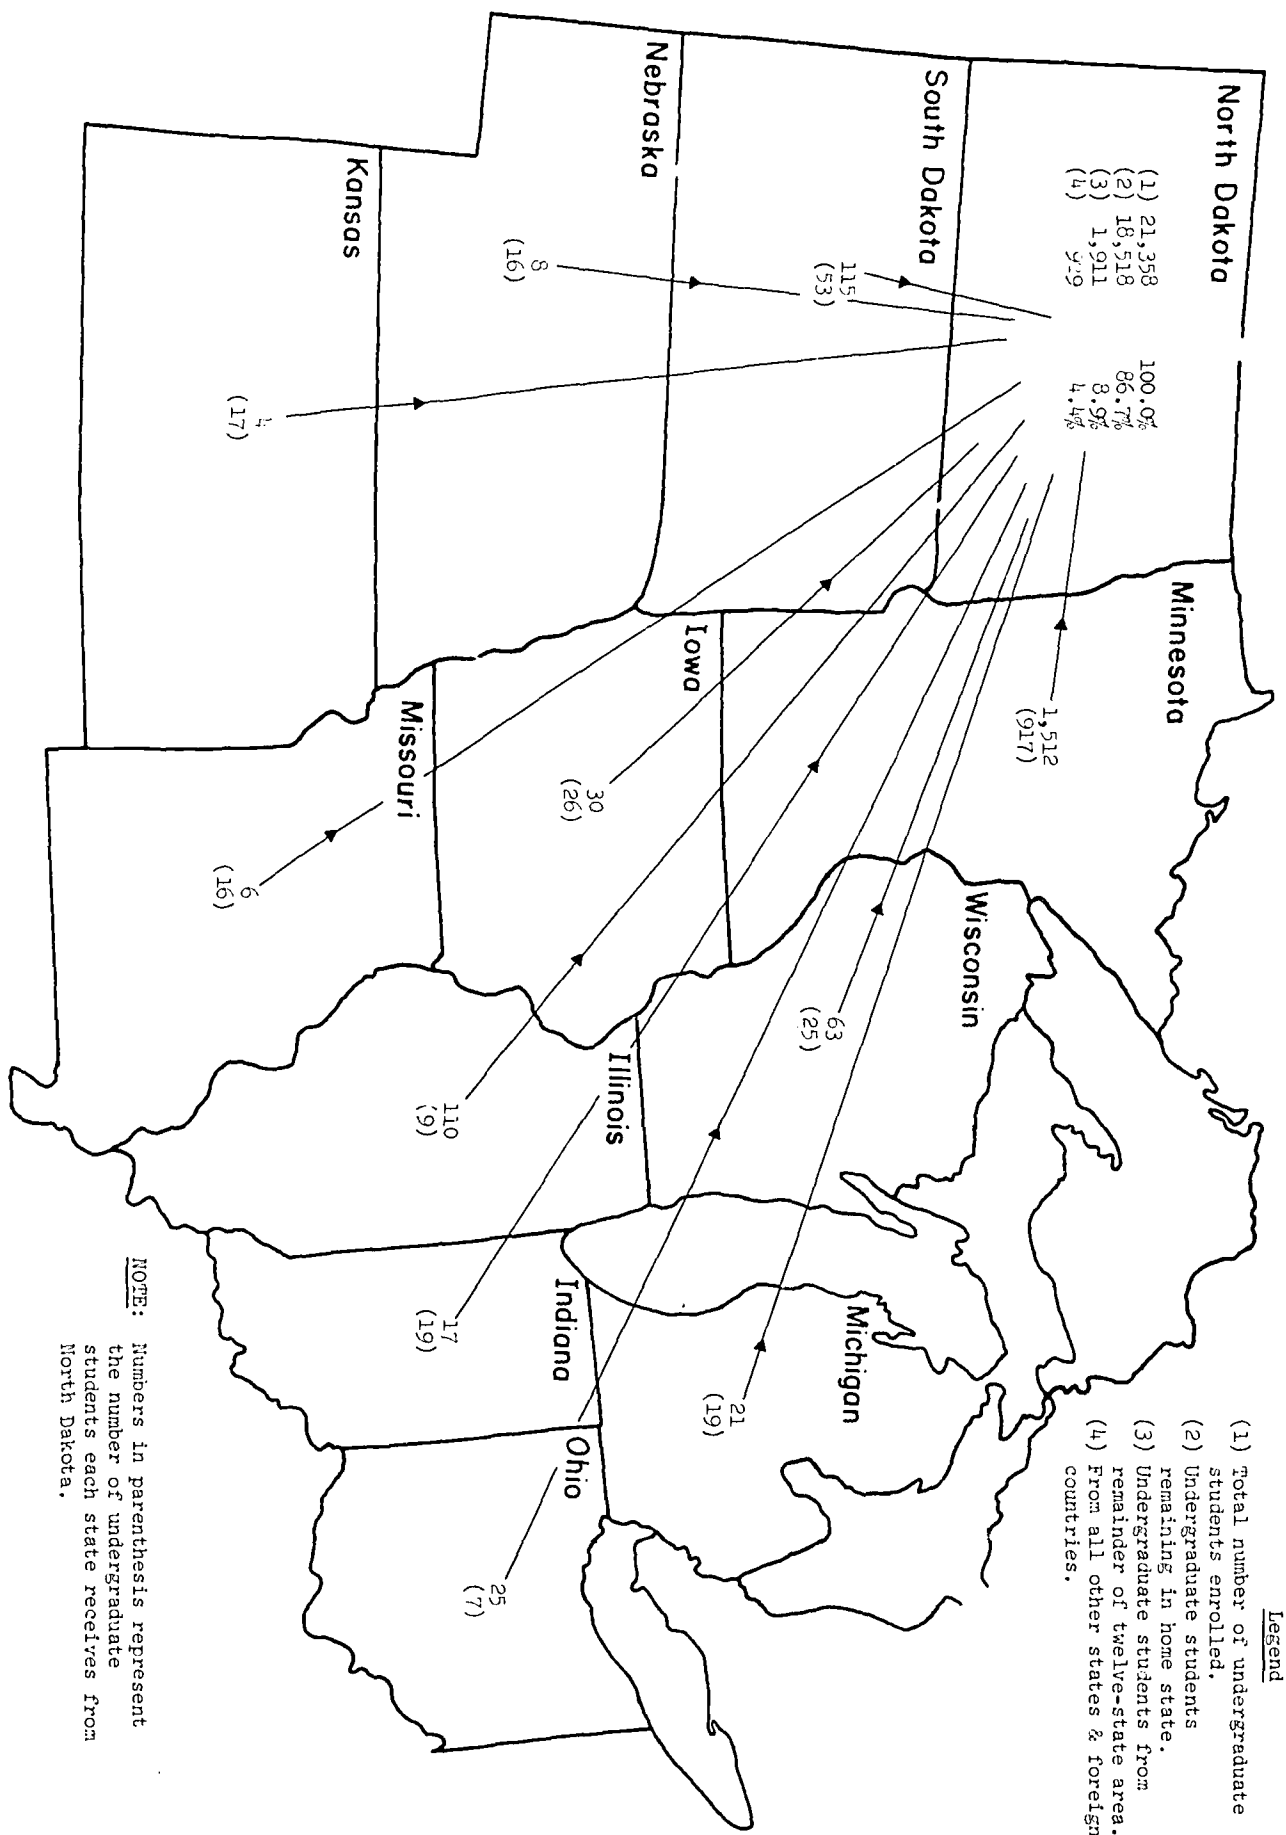 North Dakota
(1) 21,358 100.0%
(2) 18,518 86.7%
(3) 1,911 8.9%
(4) 929 4.4%
Minnesota
1,512
(917)
South Dakota
115
(53)
Wisconsin
63
(25)
Michigan
21
(19)
Nebraska
8
(16)
Iowa
30
(26)
Illinois
110
(9)
Indiana
17
(19)
Ohio
25
(7)
Kansas
4
(17)
Missouri
6
(16)
Legend
(1) Total number of undergraduate
students enrolled.
(2) Undergraduate students
remaining in home state.
(3) Undergraduate students from
remainder of twelve-state area.
(4) From all other states & foreign
countries.
NOTE: Numbers in parenthesis represent
the number of undergraduate
students each state receives from
North Dakota.